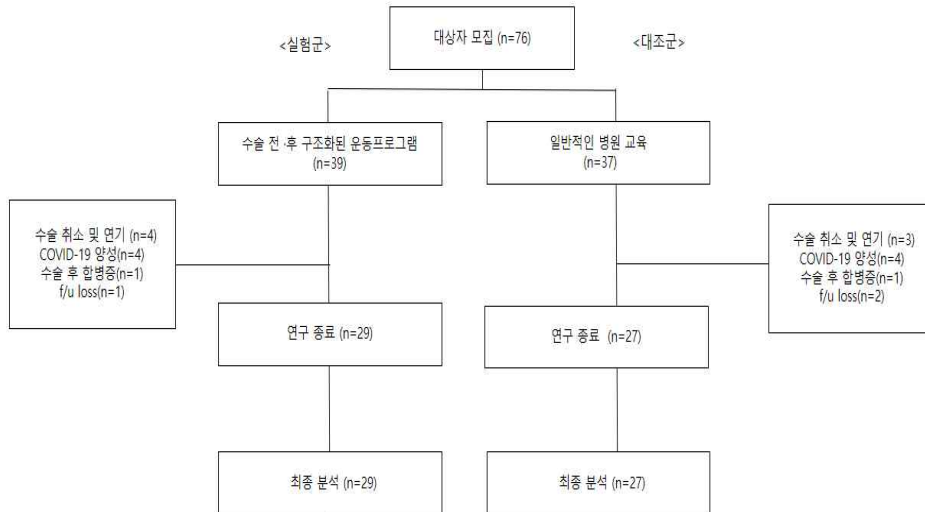 <실험군>
대상자 모집 (n=76)
<대조군>
수술 전 ·후 구조화된 운동프로그램
(n=39)
일반적인 병원 교육
(n=37)
수술 취소 및 연기 (n=4)
COVID-19 양성(n=4)
수술 후 합병증(n=1)
f/u loss(n=1)
수술 취소 및 연기 (n=3)
COVID-19 양성(n=4)
수술 후 합병증(n=1)
f/u loss(n=2)
연구 종료 (n=29)
연구 종료 (n=27)
최종 분석 (n=29)
최종 분석 (n=27)